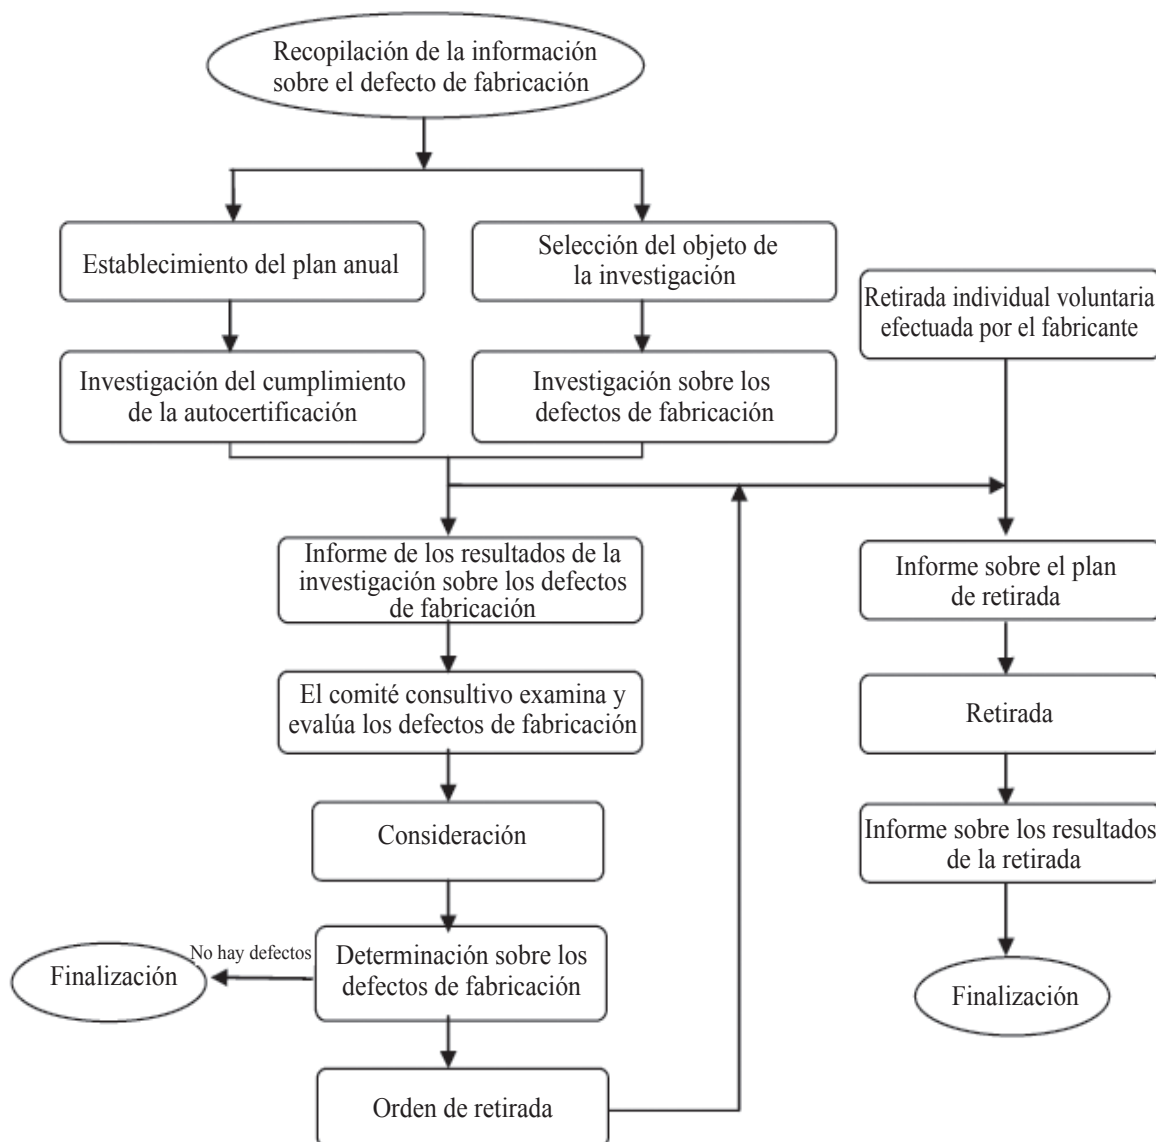 Recopilación de la información
sobre el defecto de fabricación
Establecimiento del plan anual
Selección del objeto de
la investigación
Retirada individual voluntaria
efectuada por el fabricante
Investigación del cumplimiento
de la autocertificación
Investigación sobre los
defectos de fabricación
Informe de los resultados de la
investigación sobre los defectos
de fabricación
Informe sobre el plan
de retirada
El comité consultivo examina y
evalúa los defectos de fabricación
Retirada
Consideración
Informe sobre los resultados
de la retirada
No hay defectos
Finalización
Determinación sobre los
defectos de fabricación
Finalización
Orden de retirada